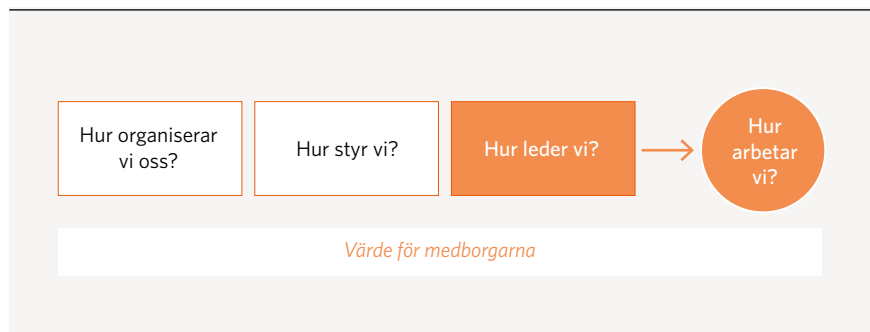 Hur organiserar
vi oss?
Hur styr vi?
Hur leder vi?
Hur
arbetar
vi?
Värde för medborgarna